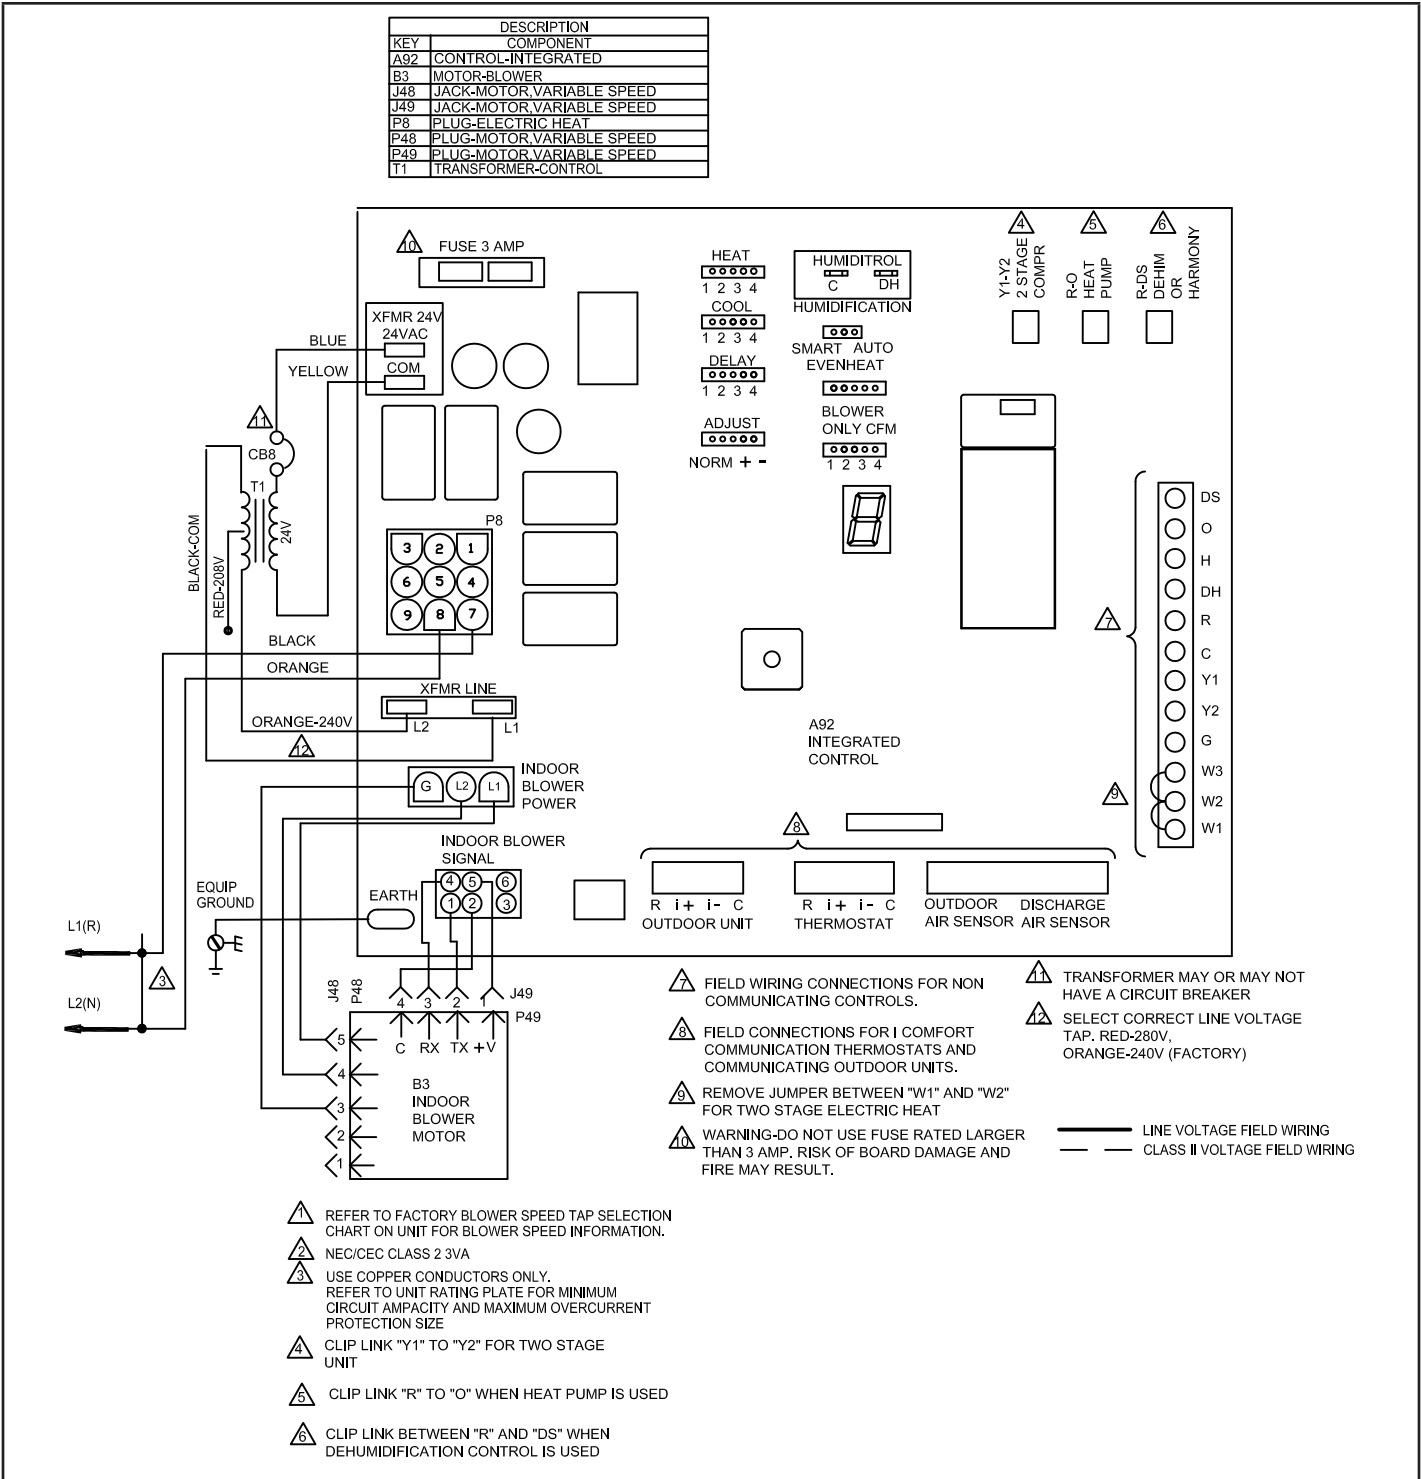 DESCRIPTION
KEY COMPONENT
A92 CONTROL-INTEGRATED
B3 MOTOR-BLOWER
J48 JACK-MOTOR,VARIABLE SPEED
J49 JACK-MOTOR,VARIABLE SPEED
P8 PLUG-ELECTRIC HEAT
P48 PLUG-MOTOR,VARIABLE SPEED
P49 PLUG-MOTOR,VARIABLE SPEED
T1 TRANSFORMER-CONTROL
10
FUSE 3 AMP
XFMR 24V
24VAC
COM
BLUE
YELLOW
11
CB8
T1
24V
BLACK-COM
RED-208V
BLACK
ORANGE
ORANGE-240V
12
P8
3 2 1
6 5 4
9 8 7
XFMR LINE
L2 L1
G L2 L1
INDOOR
BLOWER
POWER
INDOOR BLOWER
SIGNAL
4 5 6
1 2 3
EARTH
EQUIP
GROUND
L1(R)
3
L2(N)
HEAT
1 2 3 4
COOL
1 2 3 4
DELAY
1 2 3 4
ADJUST
NORM + -
HUMIDITROL
C DH
HUMIDIFICATION
SMART AUTO
EVENHEAT
BLOWER
ONLY CFM
1 2 3 4
8
4
Y1-Y2
2 STAGE
COMPR
5
R-O
HEAT
PUMP
6
R-DS
DEHIM
OR
HARMONY
7
DS
O
H
DH
R
C
Y1
Y2
G
W3
W2
W1
9
A92
INTEGRATED
CONTROL
8
R i+ i- C
OUTDOOR UNIT
R i+ i- C
THERMOSTAT
OUTDOOR
AIR SENSOR
DISCHARGE
AIR SENSOR
J48
P48
4 3 2 1
J49
P49
C RX TX +V
5
4
3
2
1
B3
INDOOR
BLOWER
MOTOR
7 FIELD WIRING CONNECTIONS FOR NON
COMMUNICATING CONTROLS.
8 FIELD CONNECTIONS FOR I COMFORT
COMMUNICATION THERMOSTATS AND
COMMUNICATING OUTDOOR UNITS.
9 REMOVE JUMPER BETWEEN "W1" AND "W2"
FOR TWO STAGE ELECTRIC HEAT
10 WARNING-DO NOT USE FUSE RATED LARGER
THAN 3 AMP. RISK OF BOARD DAMAGE AND
FIRE MAY RESULT.
11 TRANSFORMER MAY OR MAY NOT
HAVE A CIRCUIT BREAKER
12 SELECT CORRECT LINE VOLTAGE
TAP. RED-280V,
ORANGE-240V (FACTORY)
LINE VOLTAGE FIELD WIRING
CLASS II VOLTAGE FIELD WIRING
1 REFER TO FACTORY BLOWER SPEED TAP SELECTION
CHART ON UNIT FOR BLOWER SPEED INFORMATION.
2 NEC/CEC CLASS 2 3VA
3 USE COPPER CONDUCTORS ONLY.
REFER TO UNIT RATING PLATE FOR MINIMUM
CIRCUIT AMPACITY AND MAXIMUM OVERCURRENT
PROTECTION SIZE
4 CLIP LINK "Y1" TO "Y2" FOR TWO STAGE
UNIT
5 CLIP LINK "R" TO "O" WHEN HEAT PUMP IS USED
6 CLIP LINK BETWEEN "R" AND "DS" WHEN
DEHUMIDIFICATION CONTROL IS USED